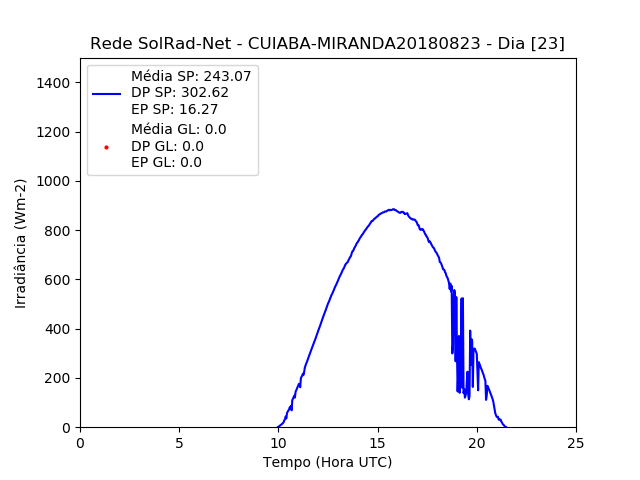 Rede SolRad-Net - CUIABA-MIRANDA20180823 - Dia [23]
Média SP: 243.07
DP SP: 302.62
EP SP: 16.27
Média GL: 0.0
DP GL: 0.0
EP GL: 0.0
Irradiância (Wm-2)
1400
1200
1000
800
600
400
200
0
0 5 10 15 20 25
Tempo (Hora UTC)